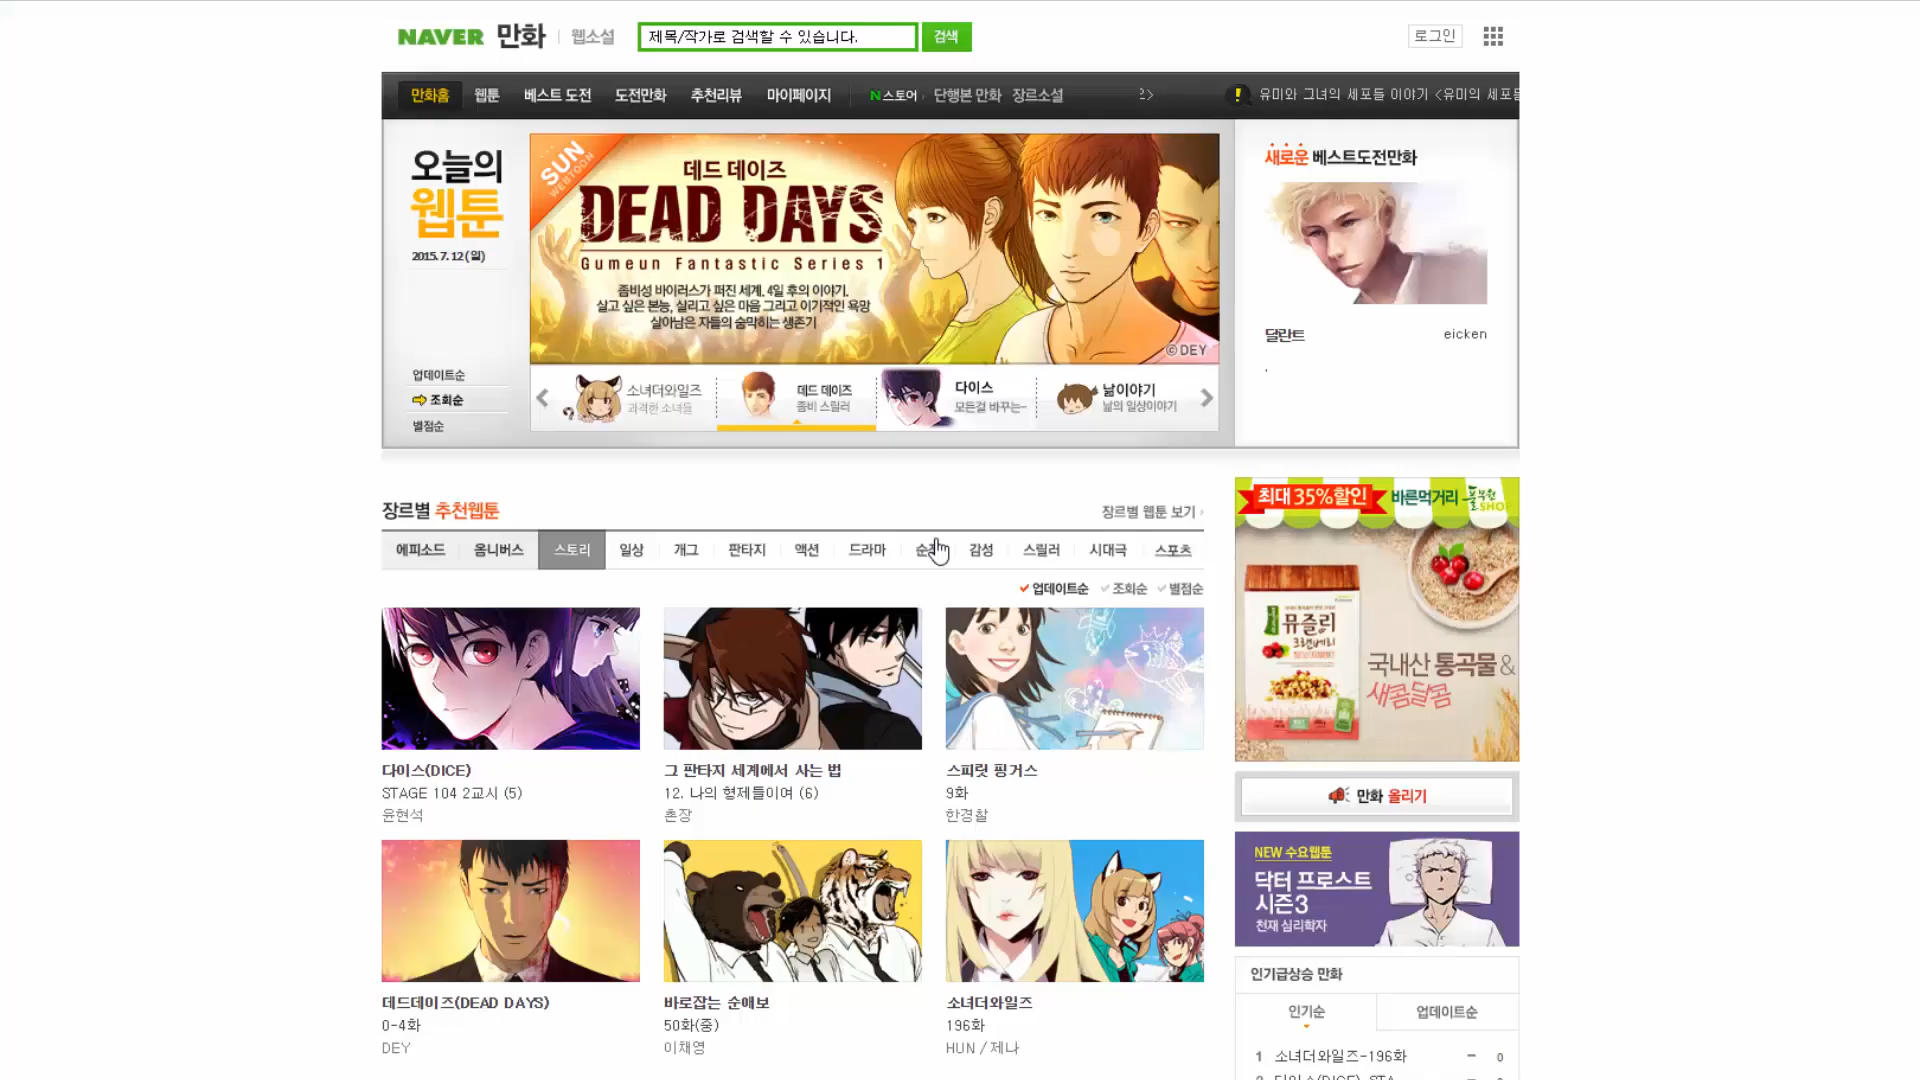 NAVER 만화 웹소설
제목/작가로 검색할 수 있습니다.
검색
로그인
만화홈 웹툰 베스트 도전 도전만화 추천리뷰 마이페이지 N스토어 단행본 만화 장르소설
유미와 그녀의 세포들 이야기 <유미의 세포들
오늘의
웹툰
2015. 7. 12 (일)
업데이트순
조회순
별점순
SUN
WEBTOON
데드 데이즈
DEAD DAYS
Gumeun Fantastic Series 1
좀비성 바이러스가 퍼진 세계. 4일 후의 이야기.
살고 싶은 본능, 살리고 싶은 마음 그리고 이기적인 욕망
살아남은 자들의 숨막히는 생존기
©DEY
소녀더와일즈
과격한 소녀들
데드 데이즈
좀비 스릴러
다이스
모든걸 바꾸는~
낢이야기
낢의 일상이야기
새로운 베스트도전만화
달란트
eicken
.
장르별 추천웹툰
장르별 웹툰 보기
에피소드 옴니버스 스토리 일상 개그 판타지 액션 드라마 감성 스릴러 시대극 스포츠
업데이트순 조회순 별점순
다이스(DICE)
STAGE 104 2교시 (5)
윤현석
그 판타지 세계에서 사는 법
12. 나의 형제들이여 (6)
촌장
스피릿 핑거스
9화
한경찰
데드데이즈(DEAD DAYS)
0-4화
DEY
바로잡는 순애보
50화(중)
이채영
소녀더와일즈
196화
HUN / 제나
최대 35%할인
바른먹거리
풀무원
SHOP
뮤즐리
크랜베리
국내산 통곡물 &
새콤달콤
만화 올리기
NEW 수요웹툰
닥터 프로스트
시즌3
천재 심리학자
인기급상승 만화
인기순
업데이트순
1 소녀더와일즈-196화 - 0